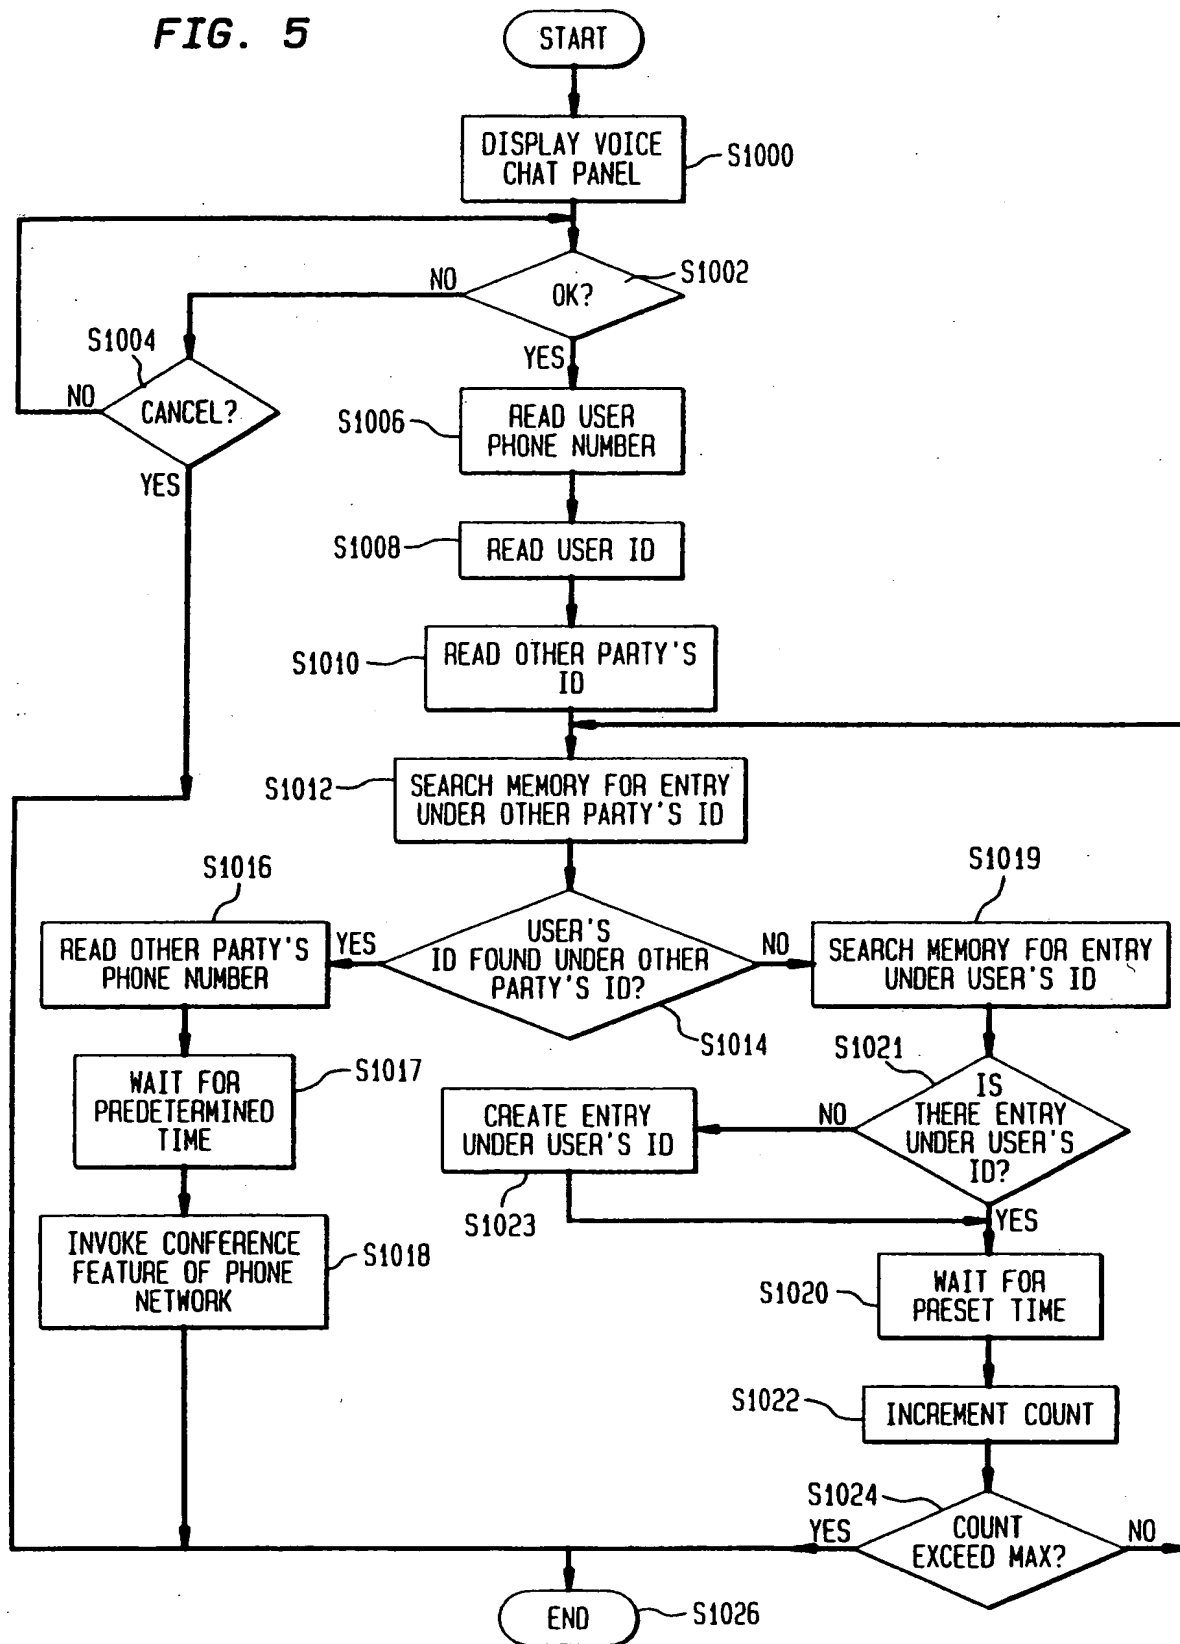 FIG. 5
START
DISPLAY VOICE
CHAT PANEL
S1000
S1002
NO
OK?
YES
S1004
NO
CANCEL?
YES
S1006
READ USER
PHONE NUMBER
S1008
READ USER ID
S1010
READ OTHER PARTY'S
ID
S1012
SEARCH MEMORY FOR ENTRY
UNDER OTHER PARTY'S ID
S1016
READ OTHER PARTY'S
PHONE NUMBER
YES
USER'S
ID FOUND UNDER OTHER
PARTY'S ID?
NO
S1014
S1019
SEARCH MEMORY FOR ENTRY
UNDER USER'S ID
S1017
WAIT FOR
PREDETERMINED
TIME
S1021
IS
THERE ENTRY
UNDER USER'S
ID?
NO
CREATE ENTRY
UNDER USER'S ID
S1023
YES
INVOKE CONFERENCE
FEATURE OF PHONE
NETWORK
S1018
S1020
WAIT FOR
PRESET TIME
S1022
INCREMENT COUNT
S1024
YES
COUNT
EXCEED MAX?
NO
END
S1026